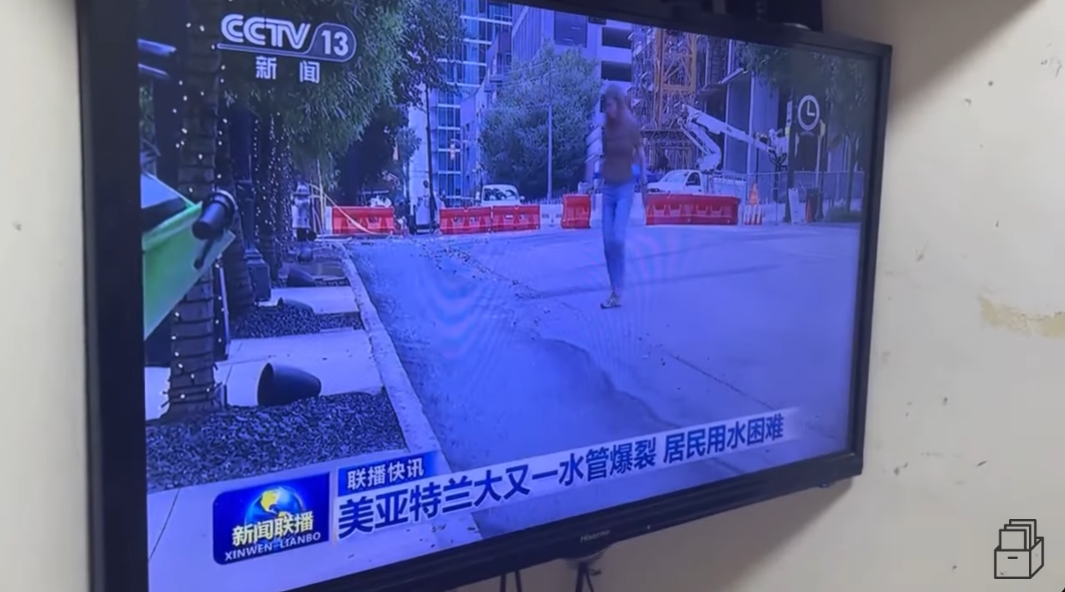 CCTV 13
新闻
联播快讯
美亚特兰大又一水管爆裂 居民用水困难
新闻联播
XINWEN LIANBO
Hisense